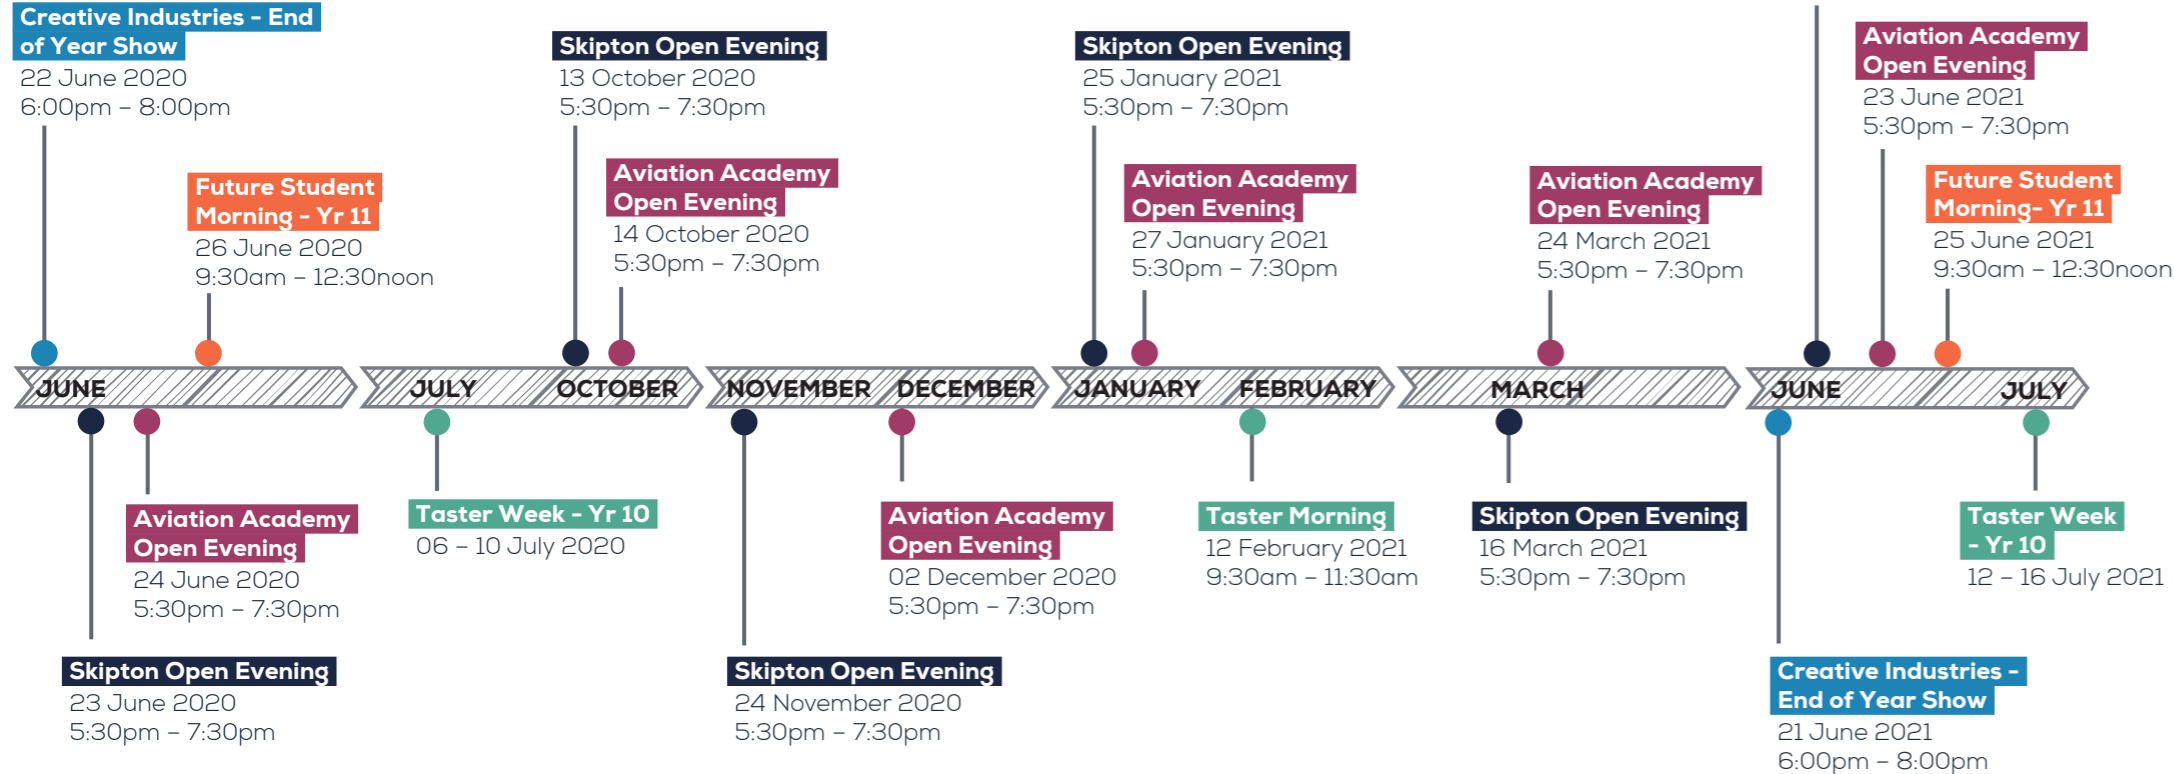 Creative Industries - End
of Year Show
22 June 2020
6:00pm – 8:00pm
Skipton Open Evening
13 October 2020
5:30pm – 7:30pm
Skipton Open Evening
25 January 2021
5:30pm – 7:30pm
Aviation Academy
Open Evening
23 June 2021
5:30pm – 7:30pm
Future Student
Morning - Yr 11
26 June 2020
9:30am – 12:30noon
Aviation Academy
Open Evening
14 October 2020
5:30pm – 7:30pm
Aviation Academy
Open Evening
27 January 2021
5:30pm – 7:30pm
Aviation Academy
Open Evening
24 March 2021
5:30pm – 7:30pm
Future Student
Morning- Yr 11
25 June 2021
9:30am – 12:30noon
JUNE JULY OCTOBER NOVEMBER DECEMBER JANUARY FEBRUARY MARCH JUNE JULY
Aviation Academy
Open Evening
24 June 2020
5:30pm – 7:30pm
Taster Week - Yr 10
06 – 10 July 2020
Aviation Academy
Open Evening
02 December 2020
5:30pm – 7:30pm
Taster Morning
12 February 2021
9:30am – 11:30am
Skipton Open Evening
16 March 2021
5:30pm – 7:30pm
Taster Week
- Yr 10
12 – 16 July 2021
Skipton Open Evening
23 June 2020
5:30pm – 7:30pm
Skipton Open Evening
24 November 2020
5:30pm – 7:30pm
Creative Industries -
End of Year Show
21 June 2021
6:00pm – 8:00pm